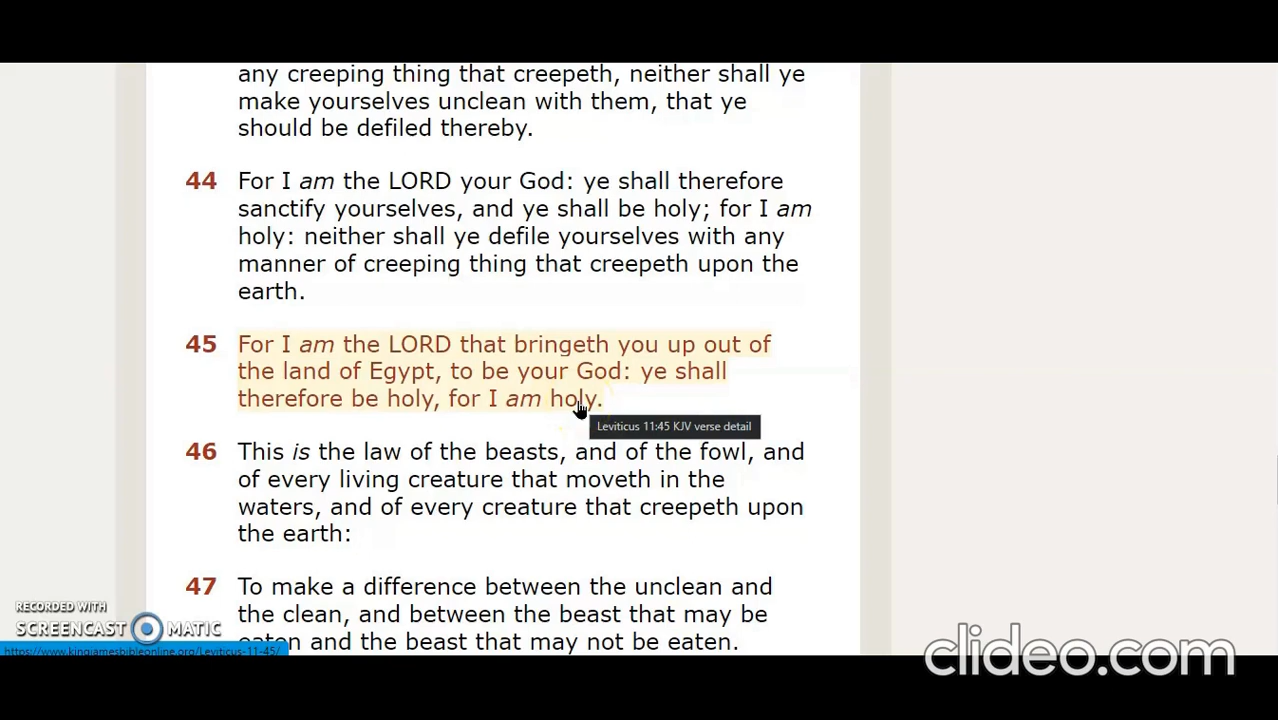 any creeping thing that creepeth, neither shall ye
make yourselves unclean with them, that ye
should be defiled thereby.
44 For I am the LORD your God: ye shall therefore
sanctify yourselves, and ye shall be holy; for I am
holy: neither shall ye defile yourselves with any
manner of creeping thing that creepeth upon the
earth.
45 For I am the LORD that bringeth you up out of
the land of Egypt, to be your God: ye shall
therefore be holy, for I am holy.
Leviticus 11:45 KJV verse detail
46 This is the law of the beasts, and of the fowl, and
of every living creature that moveth in the
waters, and of every creature that creepeth upon
the earth:
47 To make a difference between the unclean and
the clean, and between the beast that may be
eaten and the beast that may not be eaten.
RECORDED WITH
SCREENCAST MATIC
https://www.kingjamesbibleonline.org/Leviticus-11-45/
clideo.com